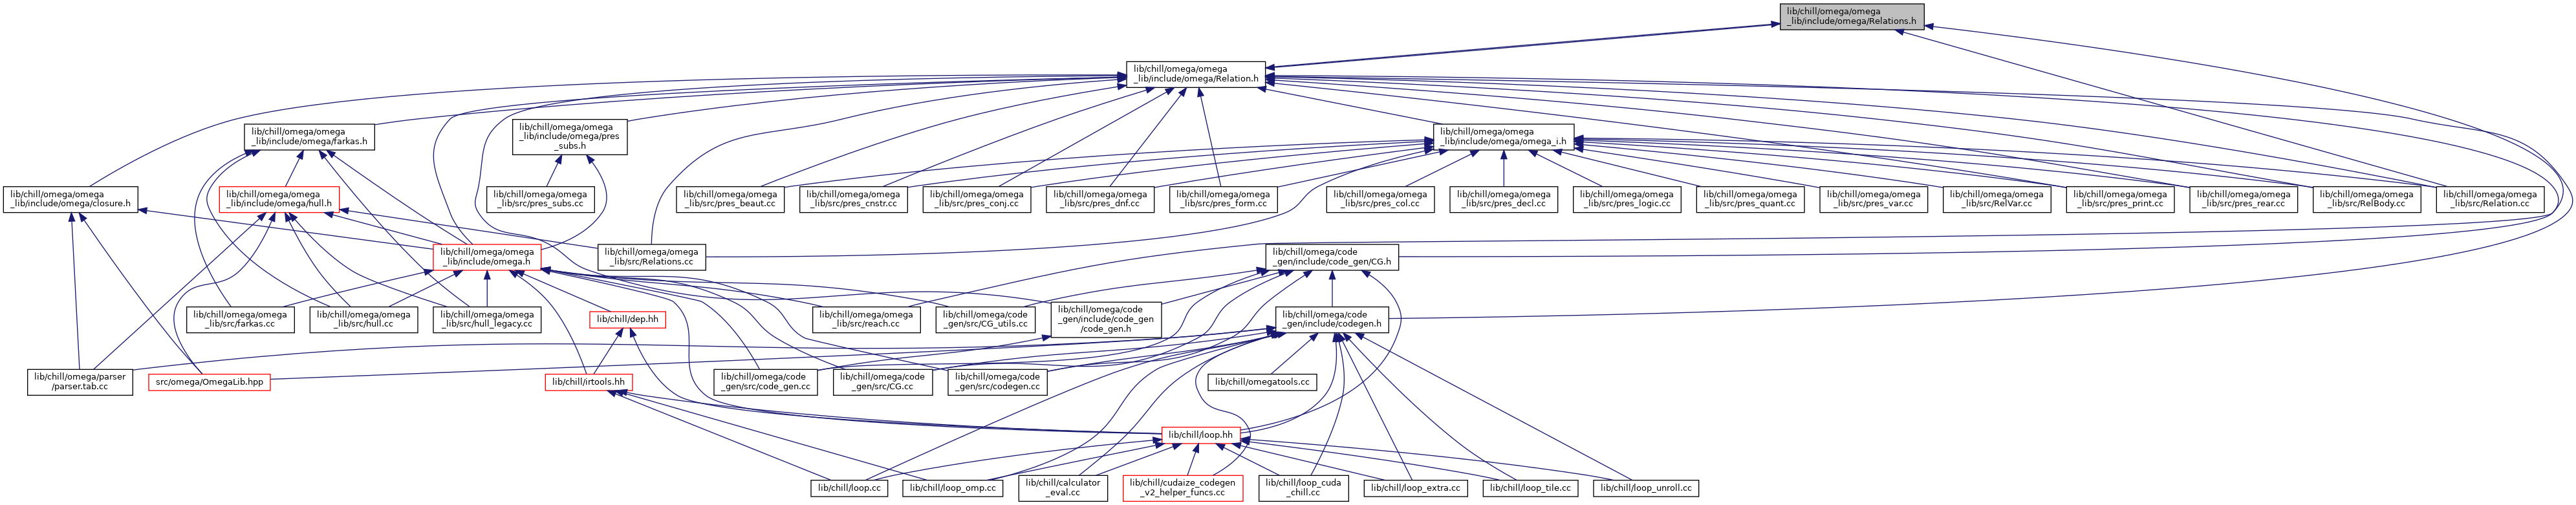 lib/chill/omega/omega
_lib/include/omega/Relations.h
lib/chill/omega/omega
_lib/include/omega/Relation.h
lib/chill/omega/omega
_lib/include/omega/farkas.h
lib/chill/omega/omega
_lib/include/omega/pres
_subs.h
lib/chill/omega/omega
_lib/include/omega/omega_i.h
lib/chill/omega/omega
_lib/include/omega/closure.h
lib/chill/omega/omega
_lib/include/omega/hull.h
lib/chill/omega/omega
_lib/src/pres_subs.cc
lib/chill/omega/omega
_lib/src/pres_beaut.cc
lib/chill/omega/omega
_lib/src/pres_cnstr.cc
lib/chill/omega/omega
_lib/src/pres_conj.cc
lib/chill/omega/omega
_lib/src/pres_dnf.cc
lib/chill/omega/omega
_lib/src/pres_form.cc
lib/chill/omega/omega
_lib/src/pres_col.cc
lib/chill/omega/omega
_lib/src/pres_decl.cc
lib/chill/omega/omega
_lib/src/pres_logic.cc
lib/chill/omega/omega
_lib/src/pres_quant.cc
lib/chill/omega/omega
_lib/src/pres_var.cc
lib/chill/omega/omega
_lib/src/RelVar.cc
lib/chill/omega/omega
_lib/src/pres_print.cc
lib/chill/omega/omega
_lib/src/pres_rear.cc
lib/chill/omega/omega
_lib/src/RelBody.cc
lib/chill/omega/omega
_lib/src/Relation.cc
lib/chill/omega/omega
_lib/include/omega.h
lib/chill/omega/omega
_lib/src/Relations.cc
lib/chill/omega/code
_gen/include/code_gen/CG.h
lib/chill/omega/omega
_lib/src/farkas.cc
lib/chill/omega/omega
_lib/src/hull.cc
lib/chill/omega/omega
_lib/src/hull_legacy.cc
lib/chill/dep.hh
lib/chill/omega/omega
_lib/src/reach.cc
lib/chill/omega/code
_gen/src/CG_utils.cc
lib/chill/omega/code
_gen/include/code_gen
/code_gen.h
lib/chill/omega/code
_gen/include/codegen.h
lib/chill/omega/parser
/parser.tab.cc
src/omega/OmegaLib.hpp
lib/chill/irtools.hh
lib/chill/omega/code
_gen/src/code_gen.cc
lib/chill/omega/code
_gen/src/CG.cc
lib/chill/omega/code
_gen/src/codegen.cc
lib/chill/omegatools.cc
lib/chill/loop.hh
lib/chill/loop.cc
lib/chill/loop_omp.cc
lib/chill/calculator
_eval.cc
lib/chill/cudaize_codegen
_v2_helper_funcs.cc
lib/chill/loop_cuda
_chill.cc
lib/chill/loop_extra.cc
lib/chill/loop_tile.cc
lib/chill/loop_unroll.cc